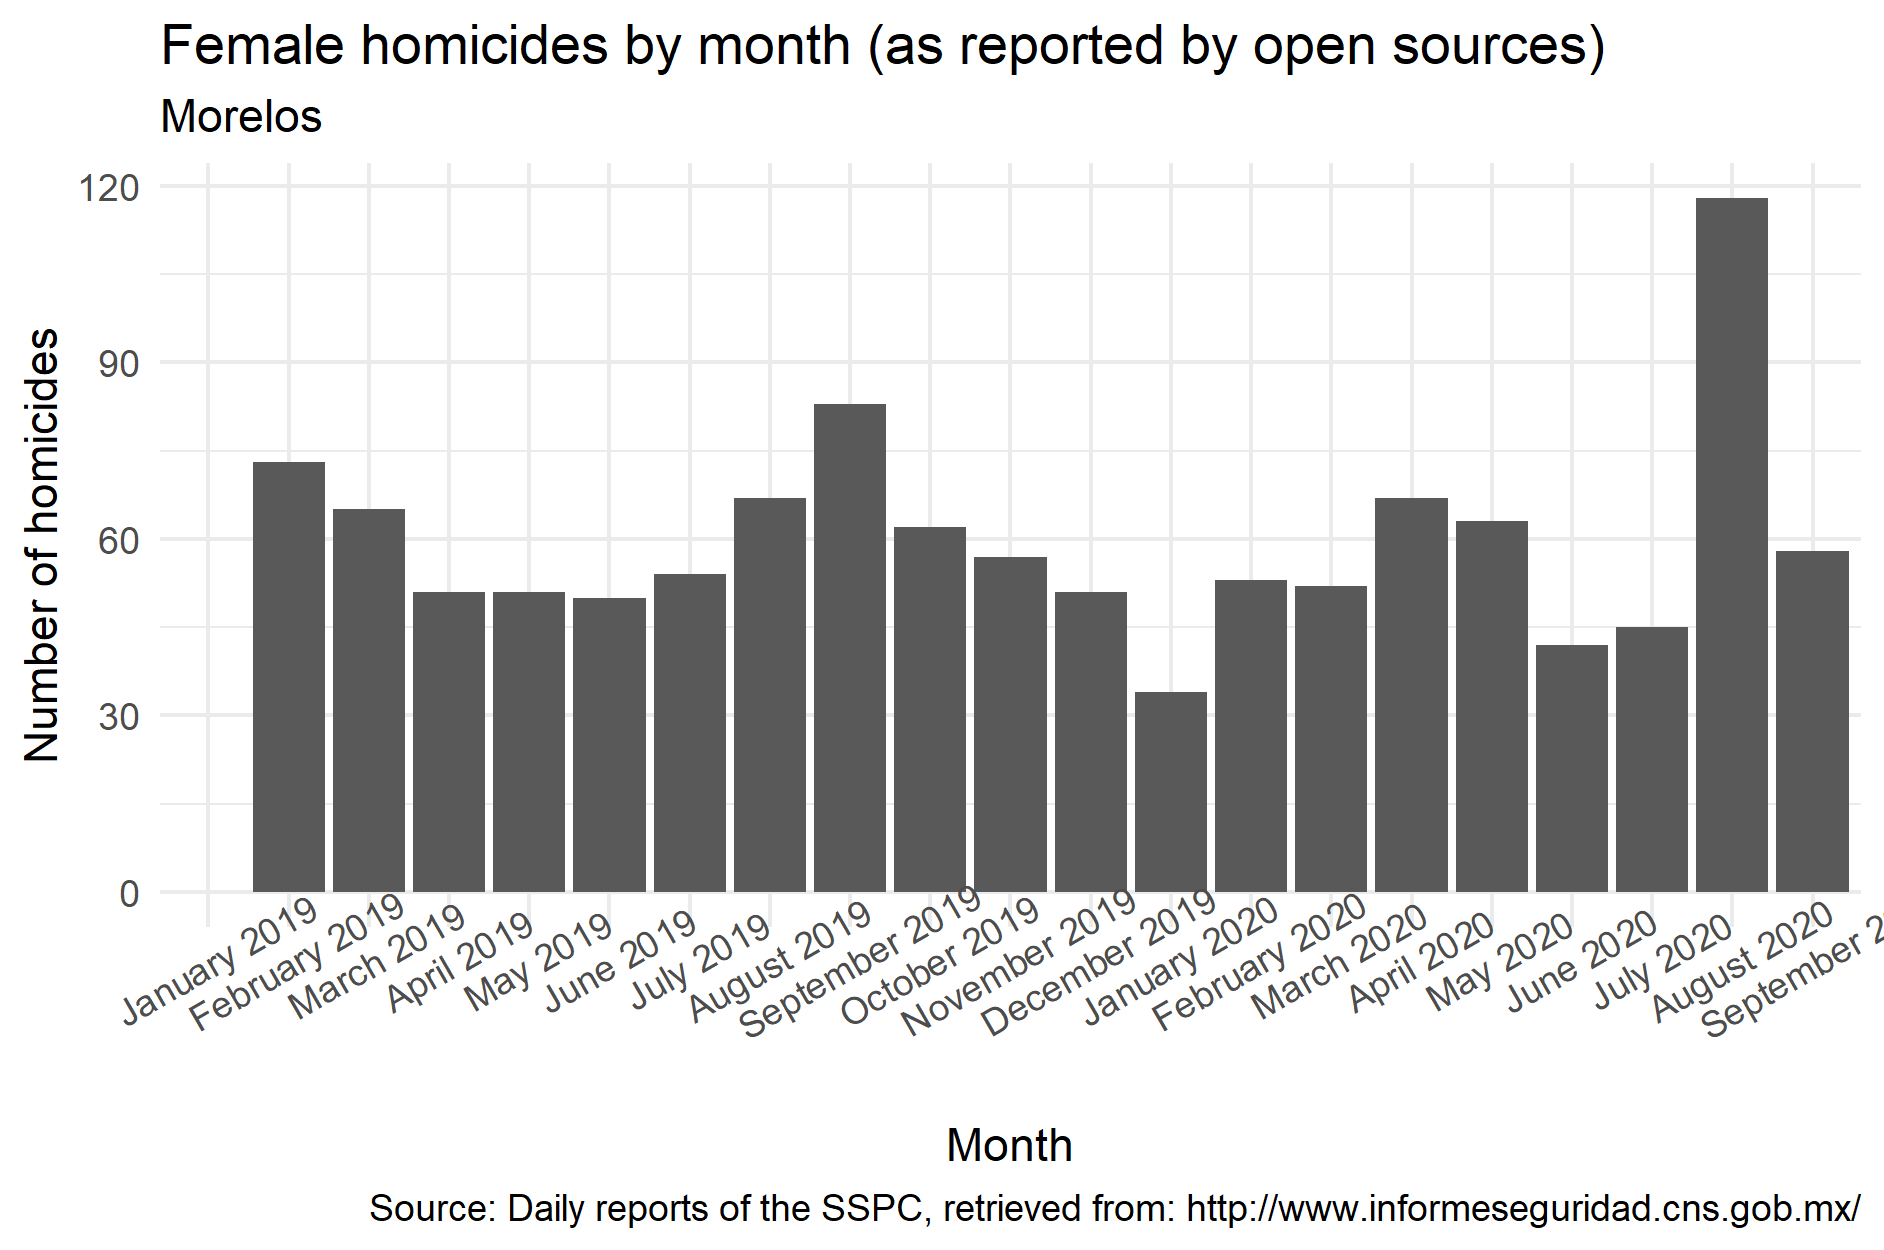 Female homicides by month (as reported by open sources)
Morelos
120
90
60
30
0
Number of homicides
January 2019
February 2019
March 2019
April 2019
May 2019
June 2019
July 2019
August 2019
September 2019
October 2019
November 2019
December 2019
January 2020
February 2020
March 2020
April 2020
May 2020
June 2020
July 2020
August 2020
September
Month
Source: Daily reports of the SSPC, retrieved from: http://www.informeseguridad.cns.gob.mx/